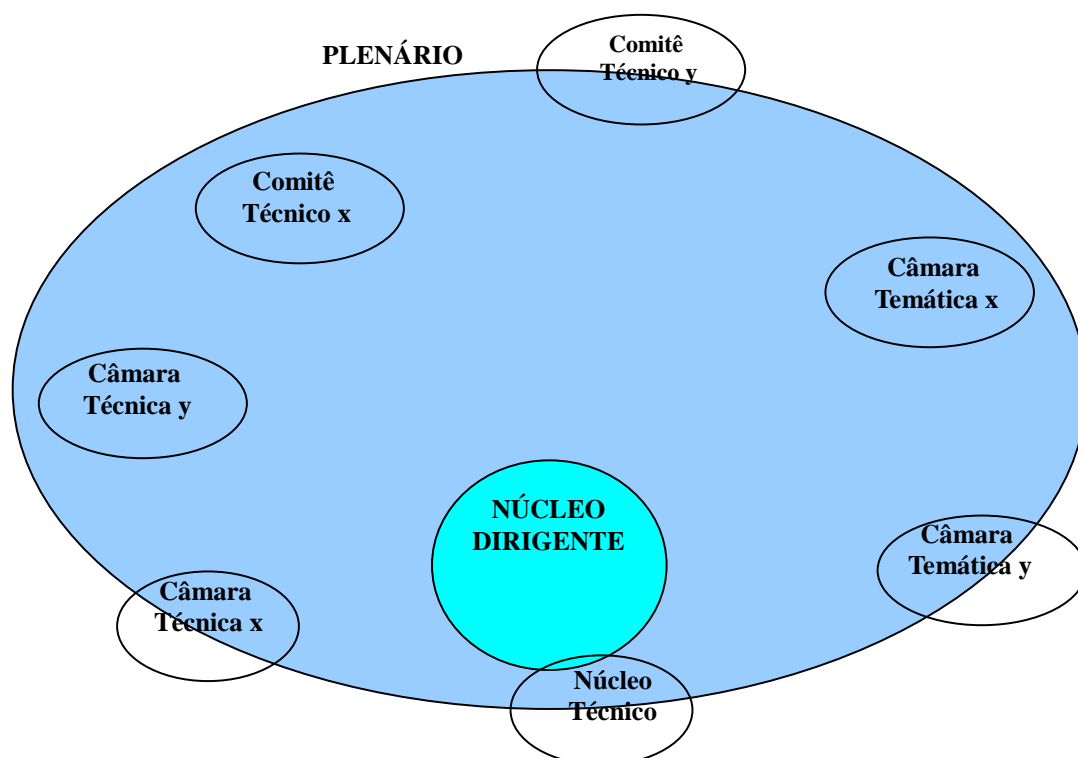 PLENÁRIO
Comitê
Técnico y
Comitê
Técnico x
Câmara
Temática x
Câmara
Técnica y
NÚCLEO
DIRIGENTE
Câmara
Temática y
Câmara
Técnica x
Núcleo
Técnico